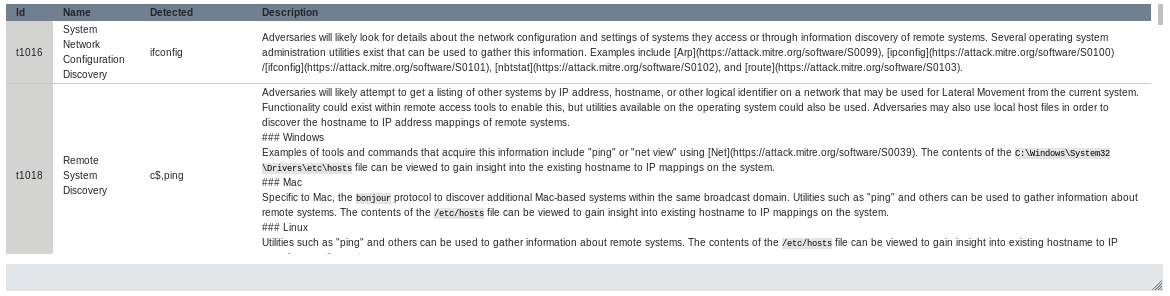 Id Name Detected Description
t1016
System
Network
Configuration
Discovery
ifconfig
Adversaries will likely look for details about the network configuration and settings of systems they access or through information discovery of remote systems. Several operating system
administration utilities exist that can be used to gather this information. Examples include [Arp](https://attack.mitre.org/software/S0099), [ipconfig](https://attack.mitre.org/software/S0100)
/[ifconfig](https://attack.mitre.org/software/S0101), [nbtstat](https://attack.mitre.org/software/S0102), and [route](https://attack.mitre.org/software/S0103).
t1018
Remote
System
Discovery
c$,ping
Adversaries will likely attempt to get a listing of other systems by IP address, hostname, or other logical identifier on a network that may be used for Lateral Movement from the current system.
Functionality could exist within remote access tools to enable this, but utilities available on the operating system could also be used. Adversaries may also use local host files in order to
discover the hostname to IP address mappings of remote systems.
### Windows
Examples of tools and commands that acquire this information include "ping" or "net view" using [Net](https://attack.mitre.org/software/S0039). The contents of the C:\Windows\System32
\Drivers\etc\hosts file can be viewed to gain insight into the existing hostname to IP mappings on the system.
### Mac
Specific to Mac, the bonjour protocol to discover additional Mac-based systems within the same broadcast domain. Utilities such as "ping" and others can be used to gather information about
remote systems. The contents of the /etc/hosts file can be viewed to gain insight into existing hostname to IP mappings on the system.
### Linux
Utilities such as "ping" and others can be used to gather information about remote systems. The contents of the /etc/hosts file can be viewed to gain insight into existing hostname to IP